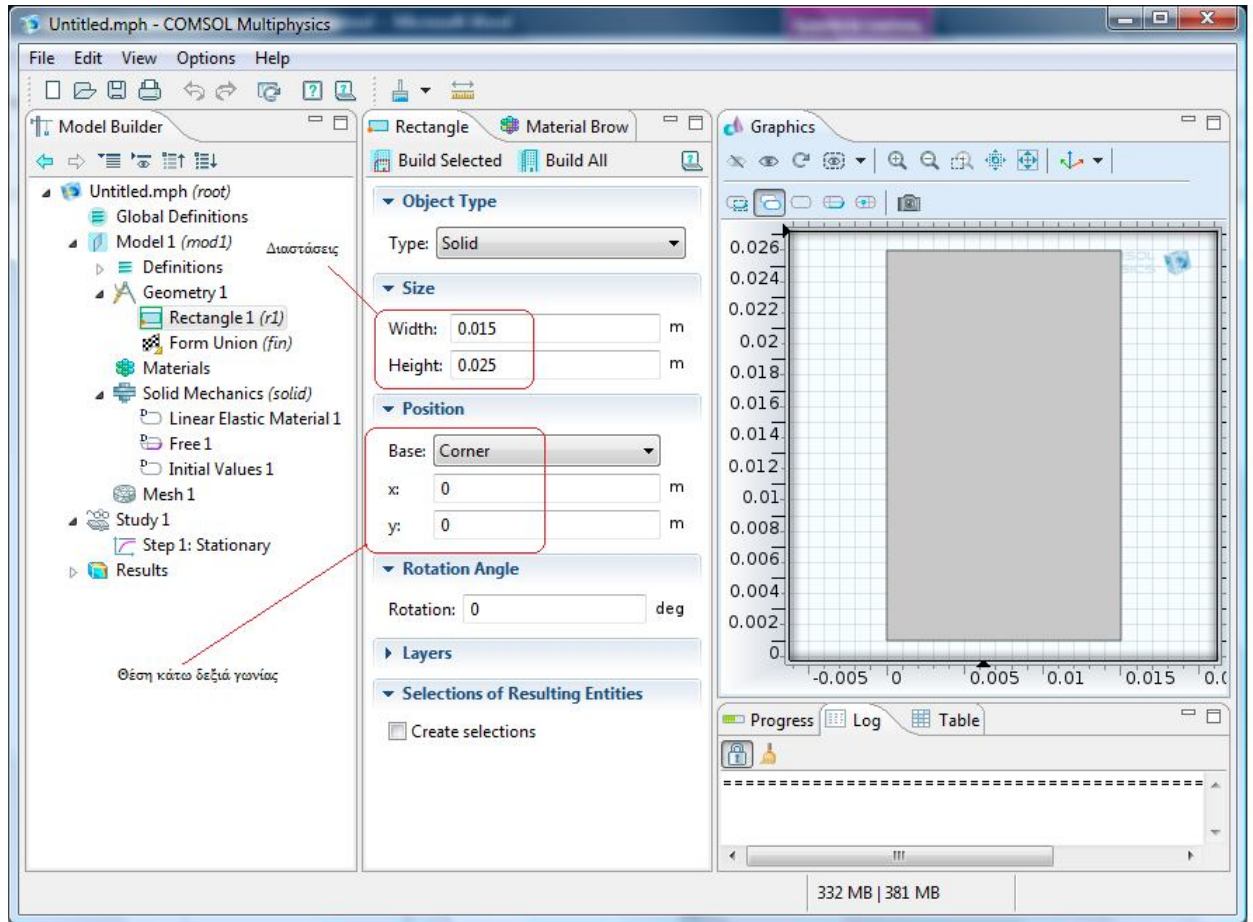 Untitled.mph - COMSOL Multiphysics
File Edit View Options Help
Model Builder
Untitled.mph (root)
Global Definitions
Model 1 (mod1)
Διαστάσεις
Definitions
Geometry 1
Rectangle 1 (r1)
Form Union (fin)
Materials
Solid Mechanics (solid)
Linear Elastic Material 1
Free 1
Initial Values 1
Mesh 1
Study 1
Step 1: Stationary
Results
Θέση κάτω δεξιά γωνίας
Rectangle Material Brow
Build Selected Build All
Object Type
Type: Solid
Size
Width: 0.015 m
Height: 0.025 m
Position
Base: Corner
x: 0 m
y: 0 m
Rotation Angle
Rotation: 0 deg
Layers
Selections of Resulting Entities
Create selections
Graphics
0.026
0.024
0.022
0.02
0.018
0.016
0.014
0.012
0.01
0.008
0.006
0.004
0.002
0
-0.005 0 0.005 0.01 0.015
Progress Log Table
332 MB | 381 MB